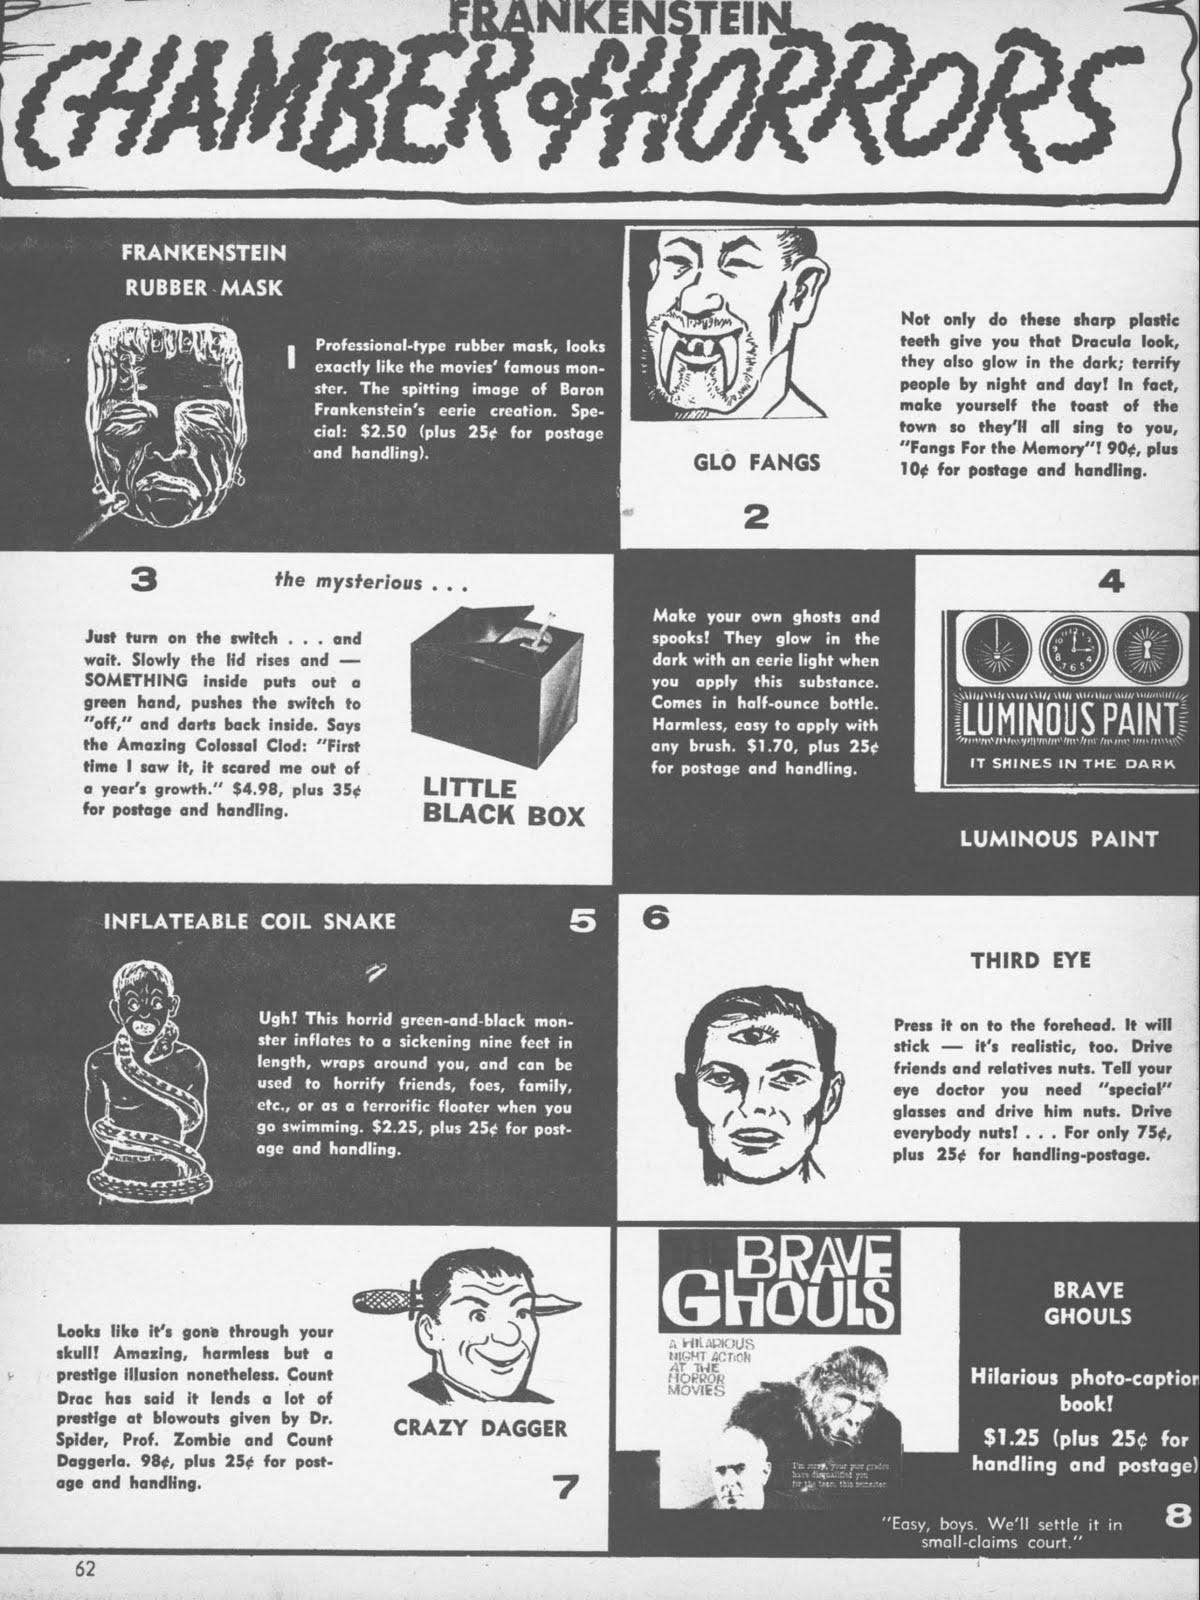 FRANKENSTEIN
CHAMBER of HORRORS
FRANKENSTEIN
RUBBER MASK
1
Professional-type rubber mask, looks
exactly like the movies' famous mon-
ster. The spitting image of Baron
Frankenstein's eerie creation. Spe-
cial: $2.50 (plus 25¢ for postage
and handling).
Not only do these sharp plastic
teeth give you that Dracula look,
they also glow in the dark; terrify
people by night and day! In fact,
make yourself the toast of the
town so they'll all sing to you,
"Fangs For the Memory"! 90¢, plus
10¢ for postage and handling.
GLO FANGS
2
3
the mysterious . . .
Just turn on the switch . . . and
wait. Slowly the lid rises and —
SOMETHING inside puts out a
green hand, pushes the switch to
"off," and darts back inside. Says
the Amazing Colossal Clod: "First
time I saw it, it scared me out of
a year's growth." $4.98, plus 35¢
for postage and handling.
LITTLE
BLACK BOX
Make your own ghosts and
spooks! They glow in the
dark with an eerie light when
you apply this substance.
Comes in half-ounce bottle.
Harmless, easy to apply with
any brush. $1.70, plus 25¢
for postage and handling.
4
LUMINOUS PAINT
IT SHINES IN THE DARK
LUMINOUS PAINT
INFLATEABLE COIL SNAKE
5
Ugh! This horrid green-and-black mon-
ster inflates to a sickening nine feet in
length, wraps around you, and can be
used to horrify friends, foes, family,
etc., or as a terrorific floater when you
go swimming. $2.25, plus 25¢ for post-
age and handling.
6
THIRD EYE
Press it on to the forehead. It will
stick — it's realistic, too. Drive
friends and relatives nuts. Tell your
eye doctor you need "special"
glasses and drive him nuts. Drive
everybody nuts! . . . For only 75¢,
plus 25¢ for handling-postage.
Looks like it's gone through your
skull! Amazing, harmless but a
prestige illusion nonetheless. Count
Drac has said it lends a lot of
prestige at blowouts given by Dr.
Spider, Prof. Zombie and Count
Daggerla. 98¢, plus 25¢ for post-
age and handling.
CRAZY DAGGER
7
THE BRAVE
GHOULS
A HILARIOUS
NIGHT ACTION
AT THE
HORROR
MOVIES
I'm sorry, your poor grades
have disqualified you
for the team this semester.
BRAVE
GHOULS
Hilarious photo-caption
book!
$1.25 (plus 25¢ for
handling and postage)
8
"Easy, boys. We'll settle it in
small-claims court."
62